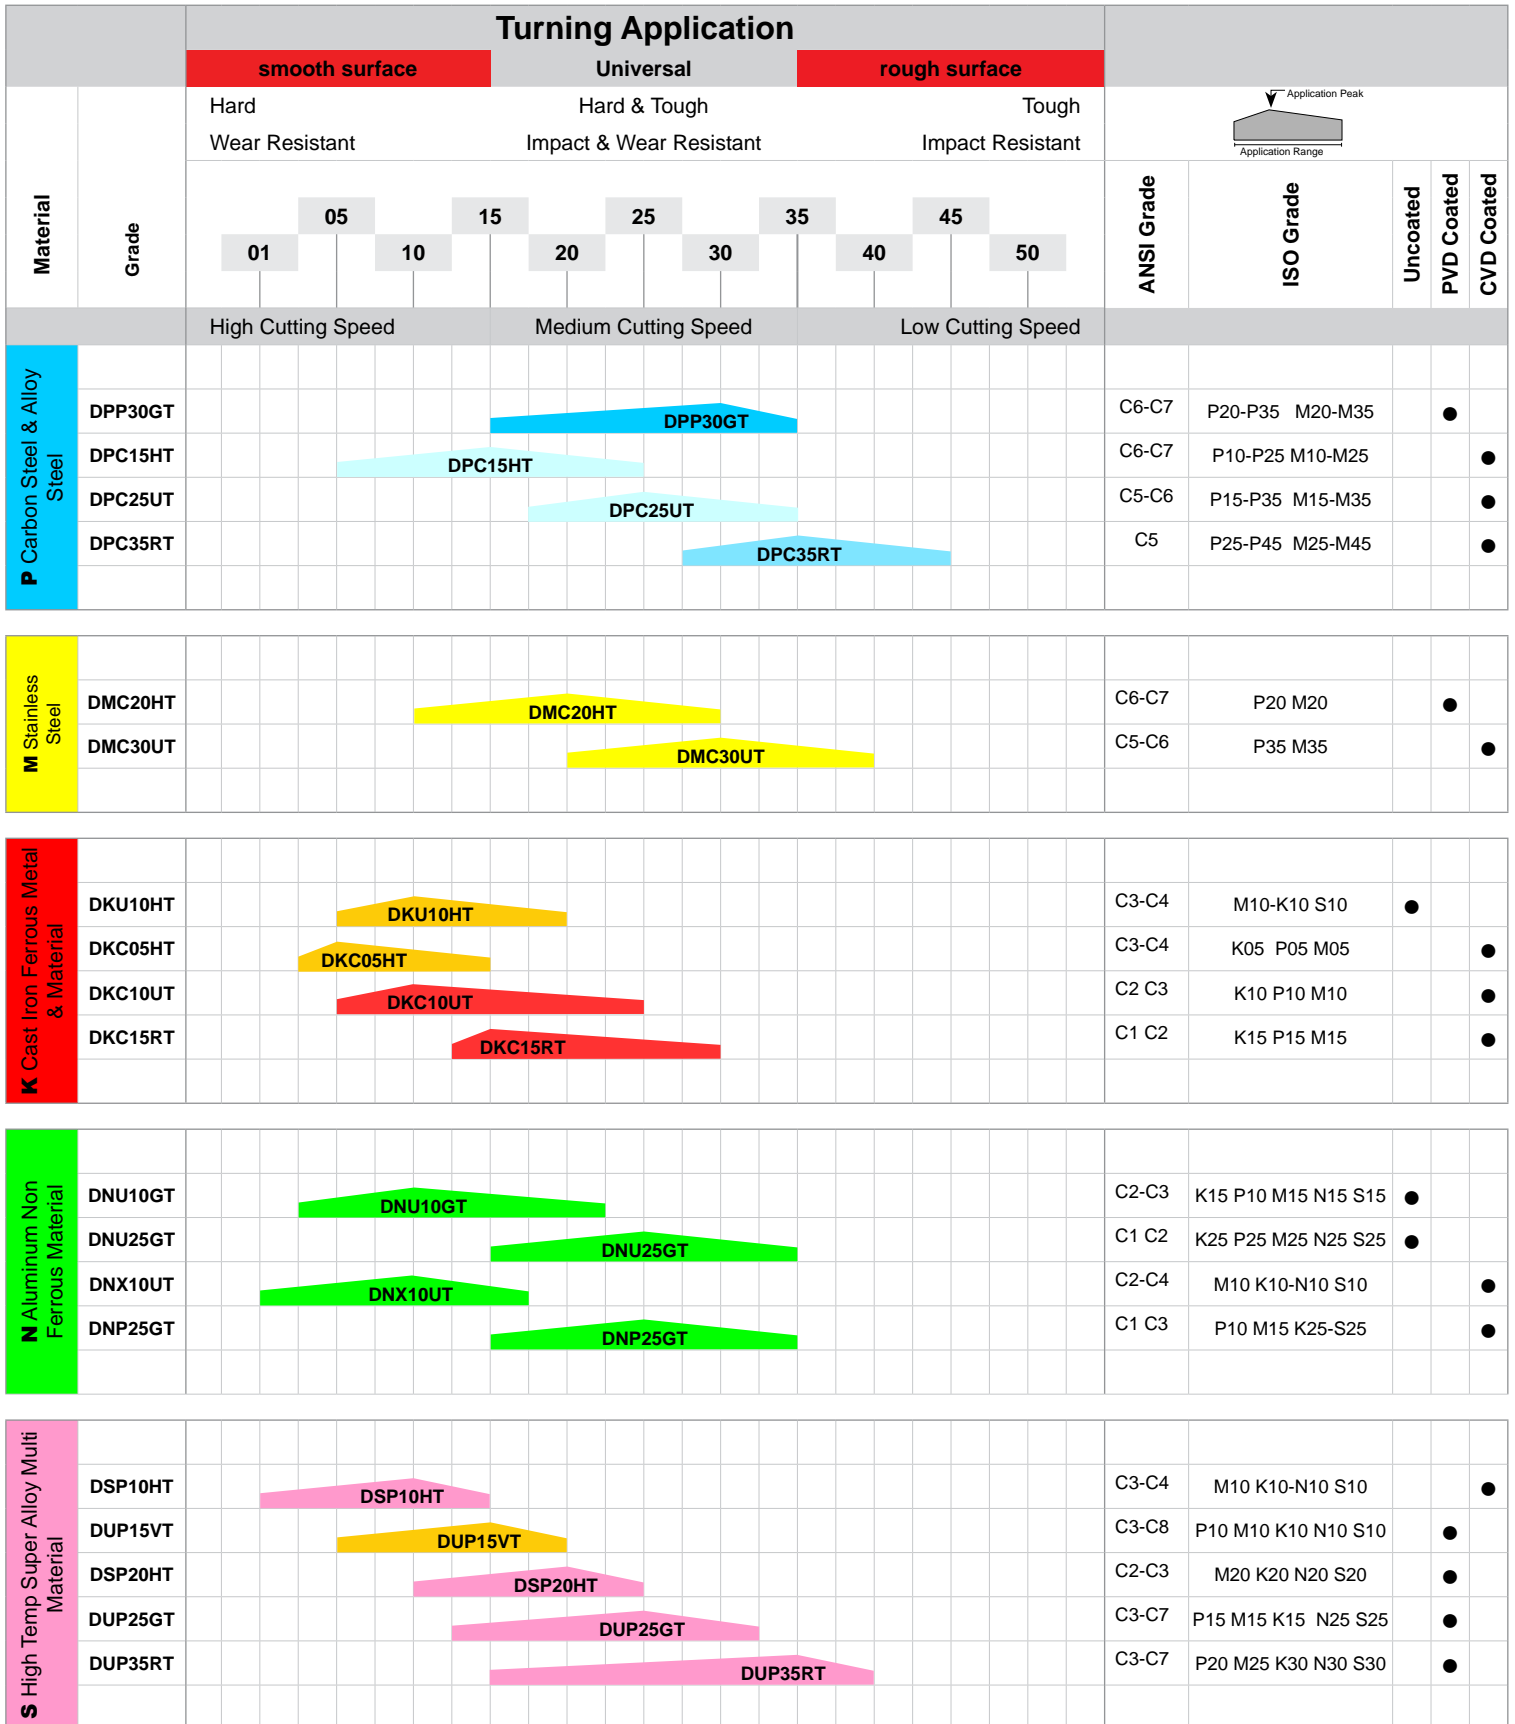 Turning Application
smooth surface Universal rough surface
Hard Hard & Tough Tough
Wear Resistant Impact & Wear Resistant Impact Resistant
Application Peak
Application Range
Material Grade ANSI Grade ISO Grade Uncoated PVD Coated CVD Coated
05 15 25 35 45
01 10 20 30 40 50
High Cutting Speed Medium Cutting Speed Low Cutting Speed
P Carbon Steel & Alloy
Steel
DPP30GT DPP30GT C6-C7 P20-P35 M20-M35 ●
DPC15HT DPC15HT C6-C7 P10-P25 M10-M25 ●
DPC25UT DPC25UT C5-C6 P15-P35 M15-M35 ●
DPC35RT DPC35RT C5 P25-P45 M25-M45 ●
M Stainless
Steel
DMC20HT DMC20HT C6-C7 P20 M20 ●
DMC30UT DMC30UT C5-C6 P35 M35 ●
K Cast Iron Ferrous Metal
& Material
DKU10HT DKU10HT C3-C4 M10-K10 S10 ●
DKC05HT DKC05HT C3-C4 K05 P05 M05 ●
DKC10UT DKC10UT C2 C3 K10 P10 M10 ●
DKC15RT DKC15RT C1 C2 K15 P15 M15 ●
N Aluminum Non
Ferrous Material
DNU10GT DNU10GT C2-C3 K15 P10 M15 N15 S15 ●
DNU25GT DNU25GT C1 C2 K25 P25 M25 N25 S25 ●
DNX10UT DNX10UT C2-C4 M10 K10-N10 S10 ●
DNP25GT DNP25GT C1 C3 P10 M15 K25-S25 ●
S High Temp Super Alloy Multi
Material
DSP10HT DSP10HT C3-C4 M10 K10-N10 S10 ●
DUP15VT DUP15VT C3-C8 P10 M10 K10 N10 S10 ●
DSP20HT DSP20HT C2-C3 M20 K20 N20 S20 ●
DUP25GT DUP25GT C3-C7 P15 M15 K15 N25 S25 ●
DUP35RT DUP35RT C3-C7 P20 M25 K30 N30 S30 ●